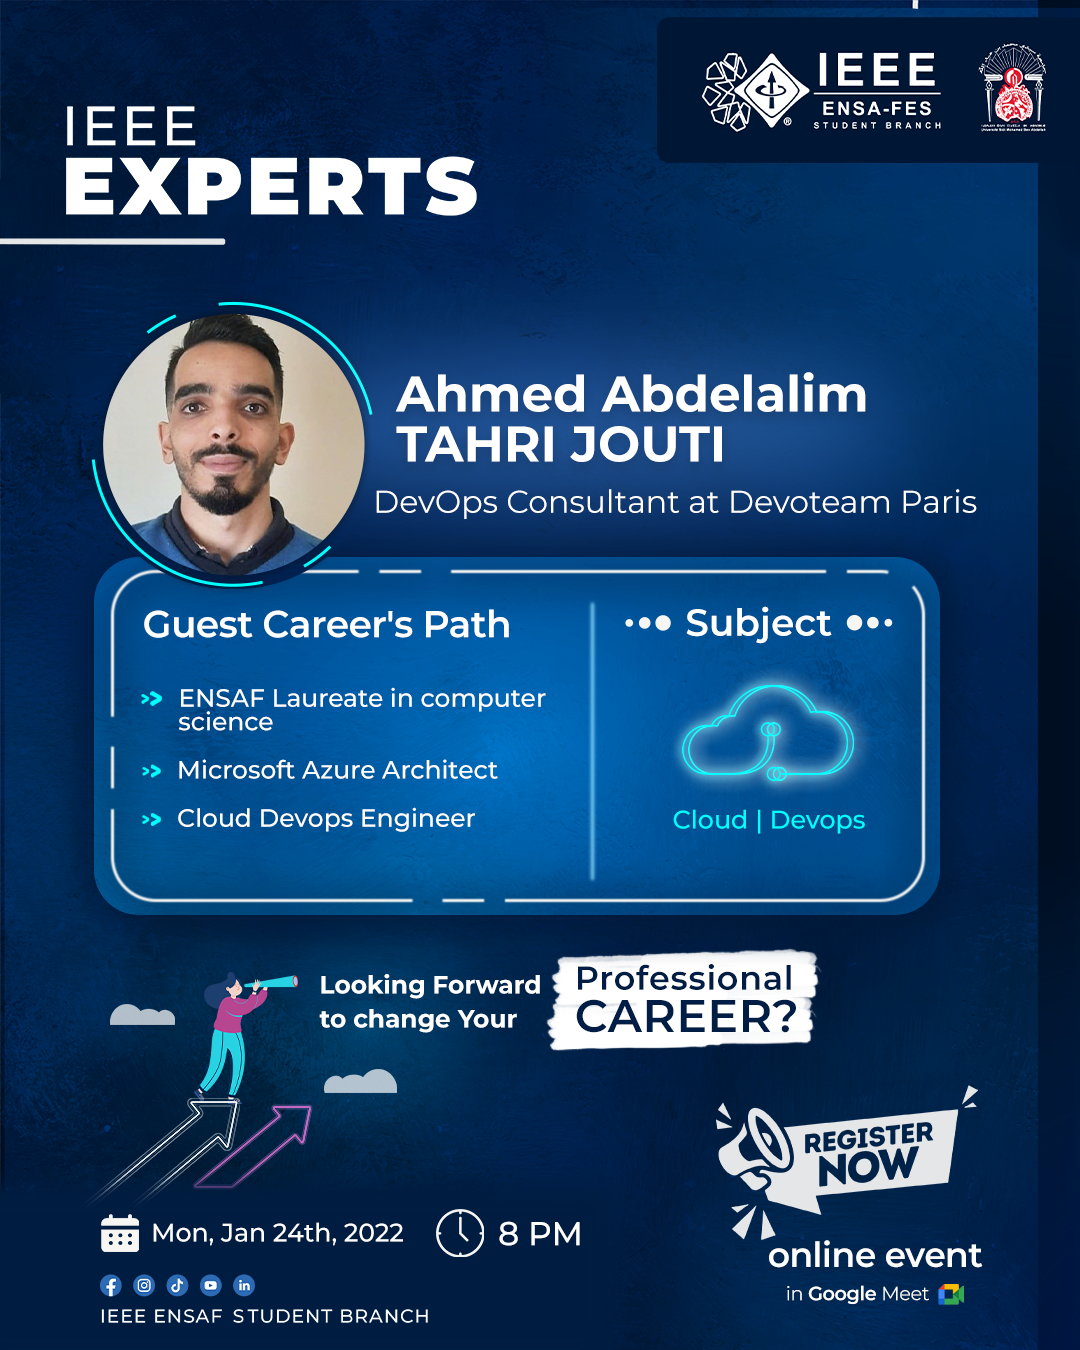 IEEE
ENSA-FES
STUDENT BRANCH
IEEE
EXPERTS
Ahmed Abdelalim
TAHRI JOUTI
DevOps Consultant at Devoteam Paris
Guest Career's Path
ENSAF Laureate in computer
science
Microsoft Azure Architect
Cloud Devops Engineer
Subject
Cloud | Devops
Looking Forward
to change Your
Professional
CAREER?
REGISTER
NOW
Mon, Jan 24th, 2022
8 PM
online event
in Google Meet
IEEE ENSAF STUDENT BRANCH